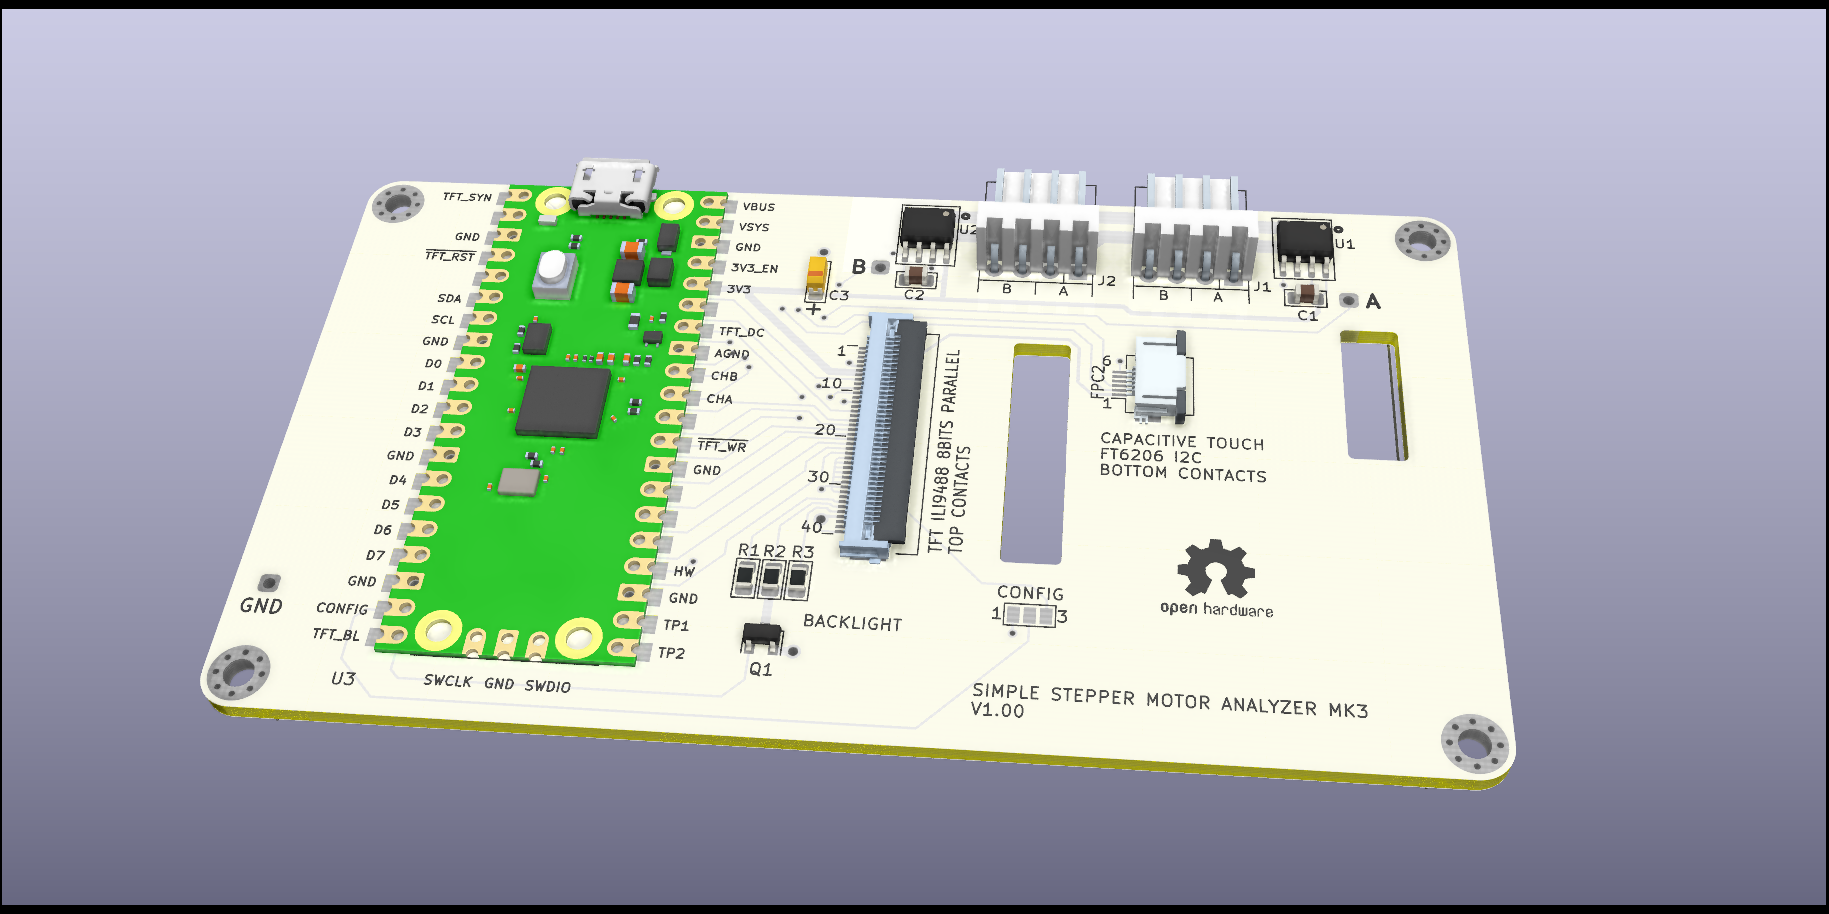 TFT_SYN
GND
TFT_RST
SDA
SCL
GND
D0
D1
D2
D3
GND
D4
D5
D6
D7
GND
CONFIG
TFT_BL
GND
U3
SWCLK GND SWDIO
VBUS
VSYS
GND
3V3_EN
3V3
TFT_DC
AGND
CHB
CHA
TFT_WR
GND
HW
GND
TP1
TP2
B
C3
+
U2
C2
J2
B A
J1
B A
U1
C1
A
1
10
20
30
40
TFT ILI9488 8BITS PARALLEL
TOP CONTACTS
6
FPC2
1
CAPACITIVE TOUCH
FT6206 I2C
BOTTOM CONTACTS
R1 R2 R3
BACKLIGHT
Q1
CONFIG
1 3
open hardware
SIMPLE STEPPER MOTOR ANALYZER MK3
V1.00